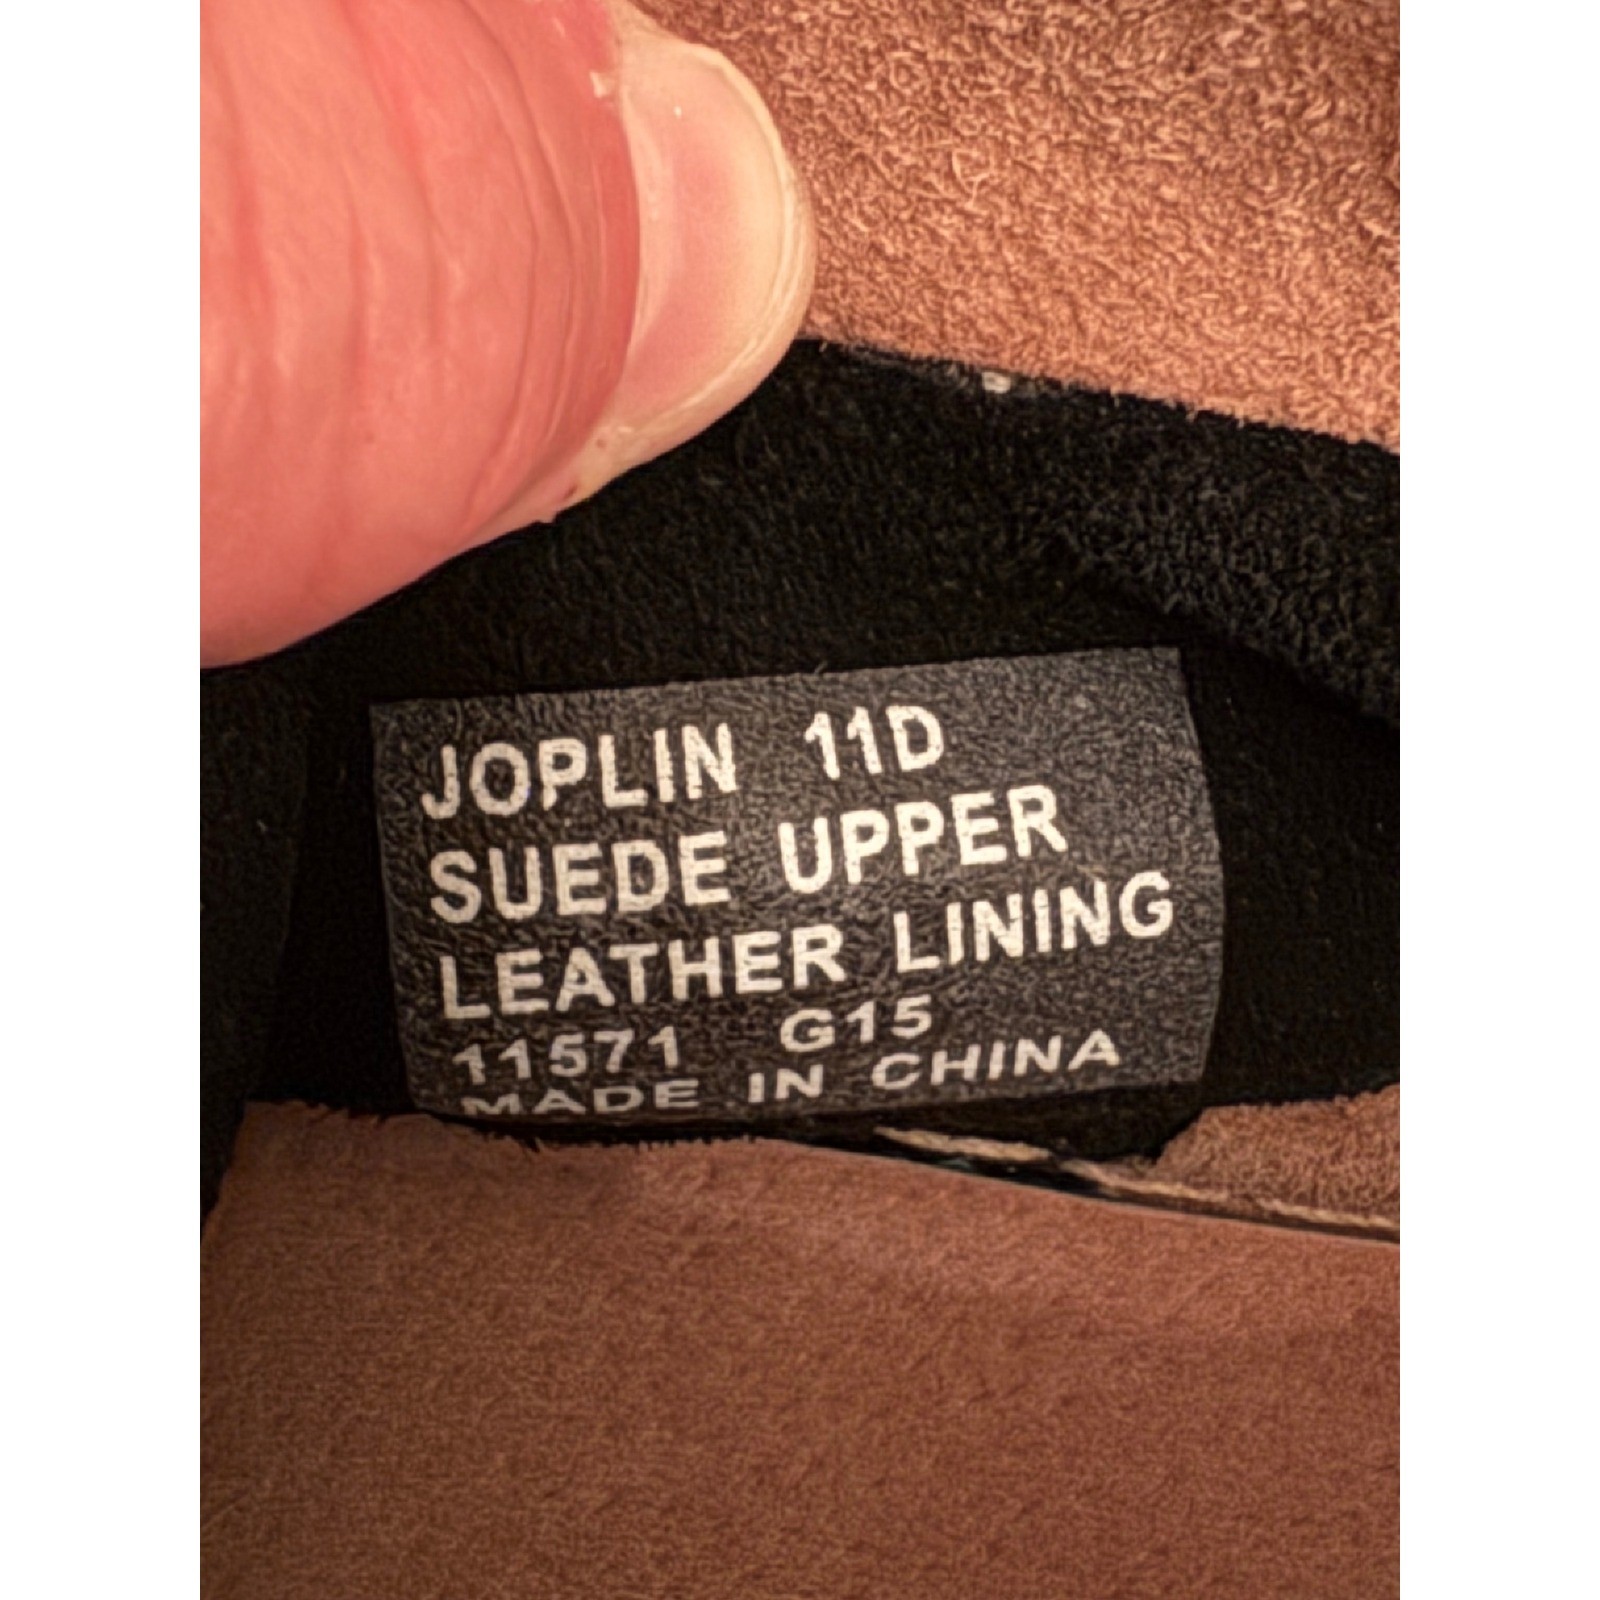 JOPLIN 11D
SUEDE UPPER
LEATHER LINING
11571 G15
MADE IN CHINA